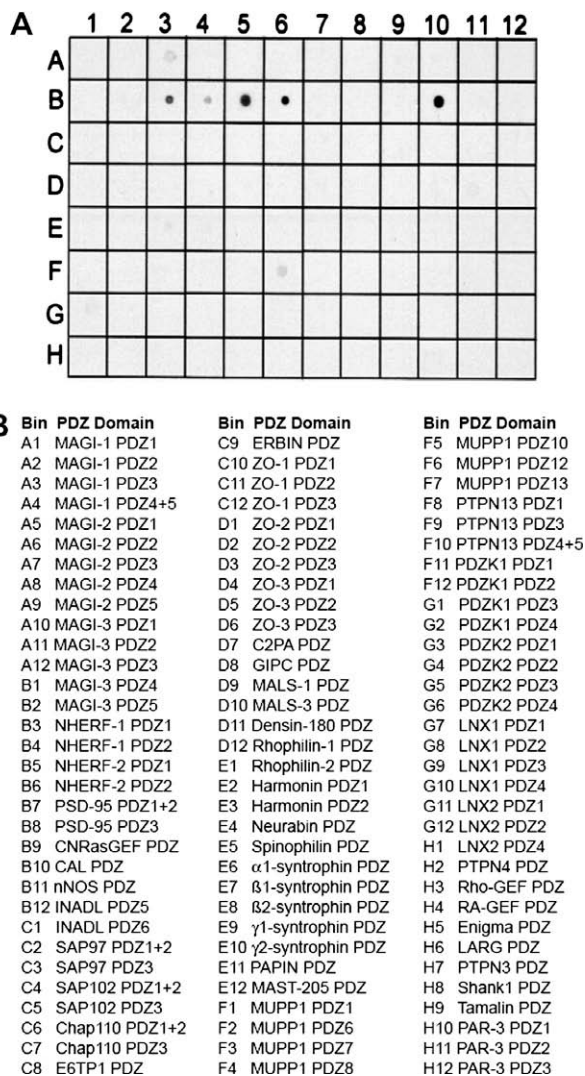 A
1 2 3 4 5 6 7 8 9 10 11 12
A
B
C
D
E
F
G
H
B
Bin PDZ Domain
A1 MAGI-1 PDZ1
A2 MAGI-1 PDZ2
A3 MAGI-1 PDZ3
A4 MAGI-1 PDZ4+5
A5 MAGI-2 PDZ1
A6 MAGI-2 PDZ2
A7 MAGI-2 PDZ3
A8 MAGI-2 PDZ4
A9 MAGI-2 PDZ5
A10 MAGI-3 PDZ1
A11 MAGI-3 PDZ2
A12 MAGI-3 PDZ3
B1 MAGI-3 PDZ4
B2 MAGI-3 PDZ5
B3 NHERF-1 PDZ1
B4 NHERF-1 PDZ2
B5 NHERF-2 PDZ1
B6 NHERF-2 PDZ2
B7 PSD-95 PDZ1+2
B8 PSD-95 PDZ3
B9 CNRasGEF PDZ
B10 CAL PDZ
B11 nNOS PDZ
B12 INADL PDZ5
C1 INADL PDZ6
C2 SAP97 PDZ1+2
C3 SAP97 PDZ3
C4 SAP102 PDZ1+2
C5 SAP102 PDZ3
C6 Chap110 PDZ1+2
C7 Chap110 PDZ3
C8 E6TP1 PDZ
Bin PDZ Domain
C9 ERBIN PDZ
C10 ZO-1 PDZ1
C11 ZO-1 PDZ2
C12 ZO-1 PDZ3
D1 ZO-2 PDZ1
D2 ZO-2 PDZ2
D3 ZO-2 PDZ3
D4 ZO-3 PDZ1
D5 ZO-3 PDZ2
D6 ZO-3 PDZ3
D7 C2PA PDZ
D8 GIPC PDZ
D9 MALS-1 PDZ
D10 MALS-3 PDZ
D11 Densin-180 PDZ
D12 Rhophilin-1 PDZ
E1 Rhophilin-2 PDZ
E2 Harmonin PDZ1
E3 Harmonin PDZ2
E4 Neurabin PDZ
E5 Spinophilin PDZ
E6 α1-syntrophin PDZ
E7 ß1-syntrophin PDZ
E8 ß2-syntrophin PDZ
E9 γ1-syntrophin PDZ
E10 γ2-syntrophin PDZ
E11 PAPIN PDZ
E12 MAST-205 PDZ
F1 MUPP1 PDZ1
F2 MUPP1 PDZ6
F3 MUPP1 PDZ7
F4 MUPP1 PDZ8
Bin PDZ Domain
F5 MUPP1 PDZ10
F6 MUPP1 PDZ12
F7 MUPP1 PDZ13
F8 PTPN13 PDZ1
F9 PTPN13 PDZ3
F10 PTPN13 PDZ4+5
F11 PDZK1 PDZ1
F12 PDZK1 PDZ2
G1 PDZK1 PDZ3
G2 PDZK1 PDZ4
G3 PDZK2 PDZ1
G4 PDZK2 PDZ2
G5 PDZK2 PDZ3
G6 PDZK2 PDZ4
G7 LNX1 PDZ1
G8 LNX1 PDZ2
G9 LNX1 PDZ3
G10 LNX1 PDZ4
G11 LNX2 PDZ1
G12 LNX2 PDZ2
H1 LNX2 PDZ4
H2 PTPN4 PDZ
H3 Rho-GEF PDZ
H4 RA-GEF PDZ
H5 Enigma PDZ
H6 LARG PDZ
H7 PTPN3 PDZ
H8 Shank1 PDZ
H9 Tamalin PDZ
H10 PAR-3 PDZ1
H11 PAR-3 PDZ2
H12 PAR-3 PDZ3